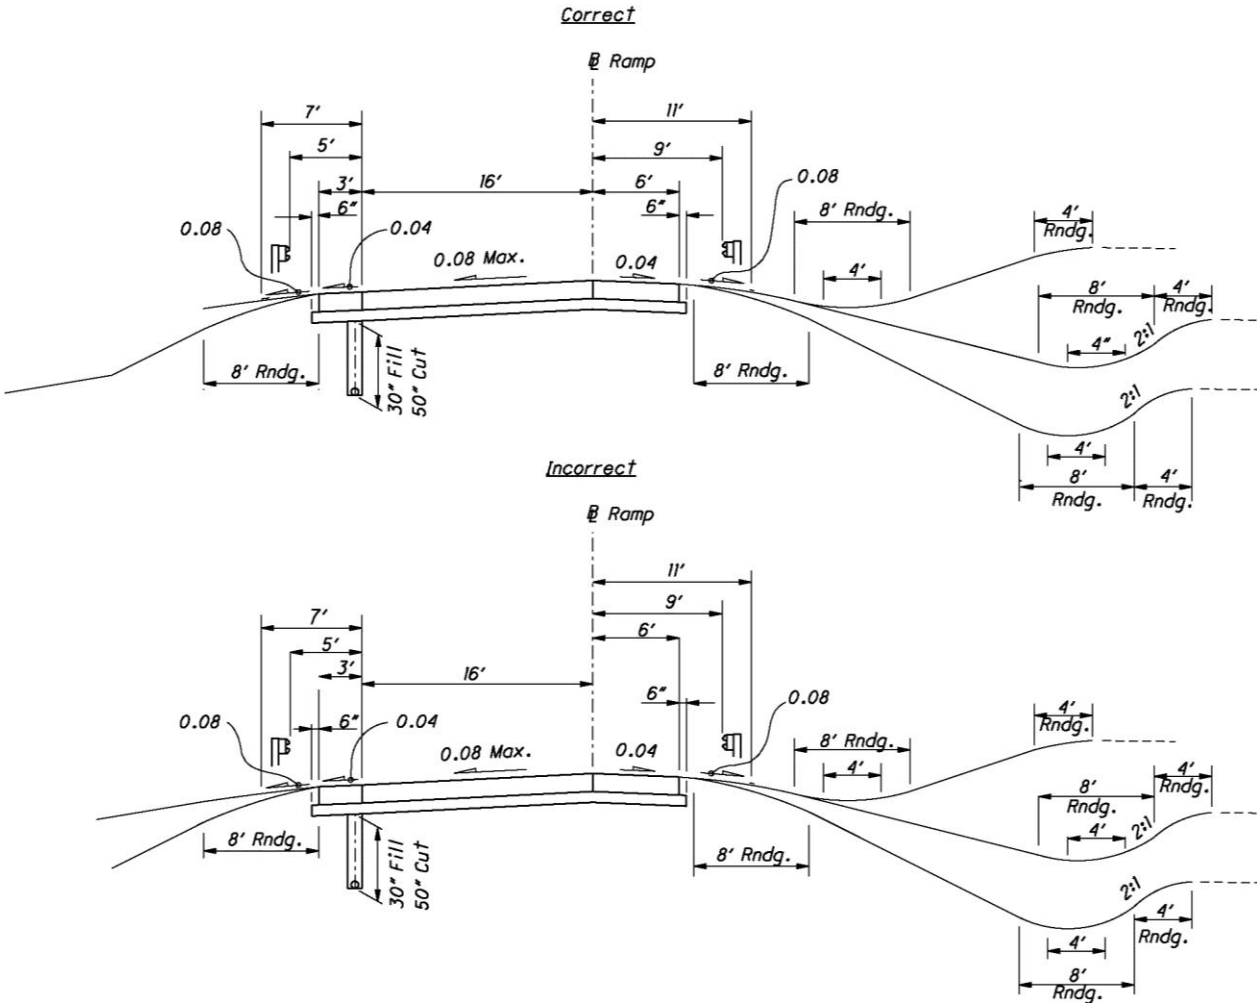 Correct
℄ Ramp
7'
11'
5'
9'
3'
16'
6'
0.08
6"
6"
8' Rndg.
4'
Rndg.
0.08
0.04
0.08 Max.
0.04
4'
8'
Rndg.
4'
Rndg.
4"
2:1
8' Rndg.
30" Fill
50" Cut
8' Rndg.
2:1
4'
8'
Rndg.
4'
Rndg.
Incorrect
℄ Ramp
11'
7'
9'
5'
6'
3'
16'
0.08
6"
0.04
6"
0.08
4'
Rndg.
0.08 Max.
0.04
8' Rndg.
4'
8'
Rndg.
4'
Rndg.
4'
2:1
8' Rndg.
30" Fill
50" Cut
8' Rndg.
2:1
4'
Rndg.
4'
8'
Rndg.